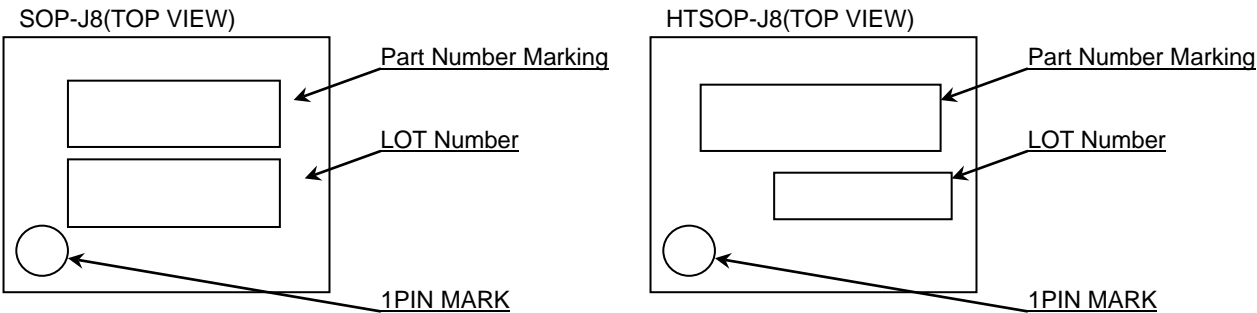 SOP-J8(TOP VIEW)
Part Number Marking
LOT Number
1PIN MARK
HTSOP-J8(TOP VIEW)
Part Number Marking
LOT Number
1PIN MARK